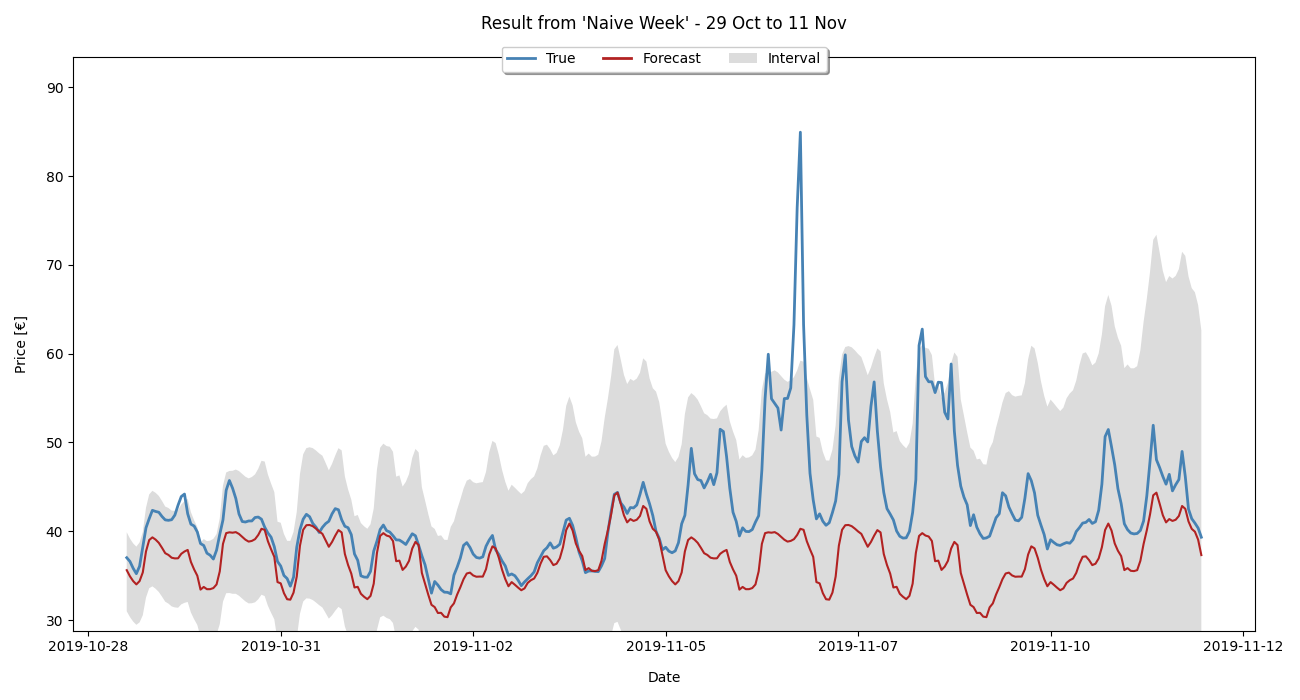 Result from 'Naive Week' - 29 Oct to 11 Nov
True Forecast Interval
90
80
70
60
50
40
30
Price [€]
2019-10-28 2019-10-31 2019-11-02 2019-11-05 2019-11-07 2019-11-10 2019-11-12
Date